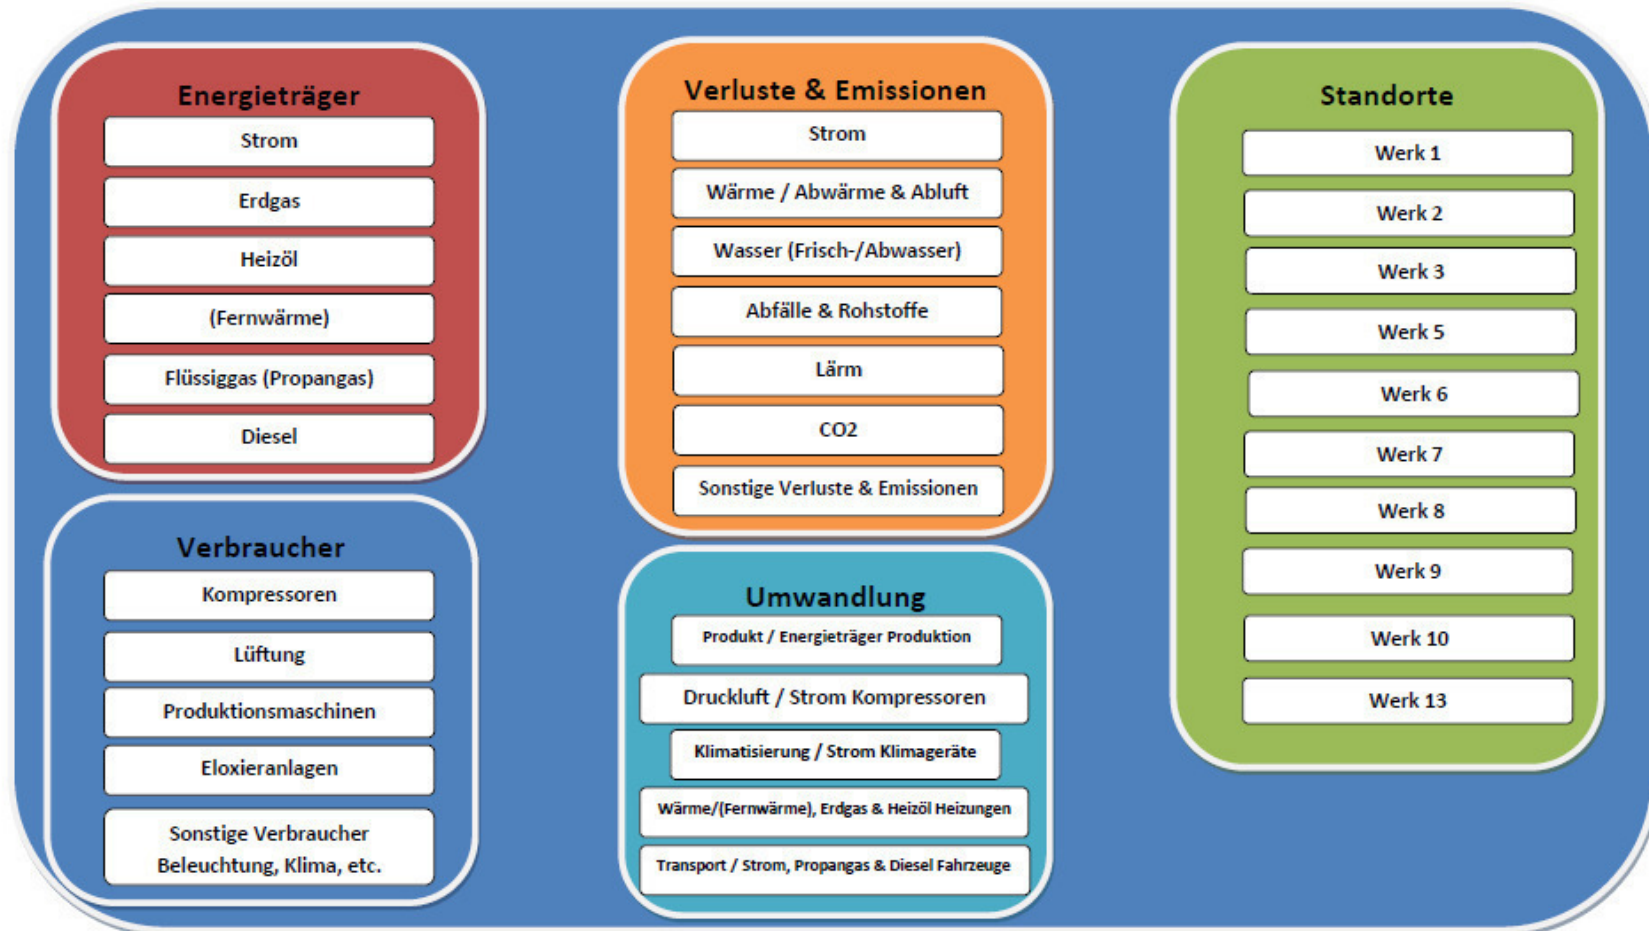 Energieträger
Strom
Erdgas
Heizöl
(Fernwärme)
Flüssiggas (Propangas)
Diesel
Verbraucher
Kompressoren
Lüftung
Produktionsmaschinen
Eloxieranlagen
Sonstige Verbraucher
Beleuchtung, Klima, etc.
Verluste & Emissionen
Strom
Wärme / Abwärme & Abluft
Wasser (Frisch-/Abwasser)
Abfälle & Rohstoffe
Lärm
CO2
Sonstige Verluste & Emissionen
Umwandlung
Produkt / Energieträger Produktion
Druckluft / Strom Kompressoren
Klimatisierung / Strom Klimageräte
Wärme/(Fernwärme), Erdgas & Heizöl Heizungen
Transport / Strom, Propangas & Diesel Fahrzeuge
Standorte
Werk 1
Werk 2
Werk 3
Werk 5
Werk 6
Werk 7
Werk 8
Werk 9
Werk 10
Werk 13